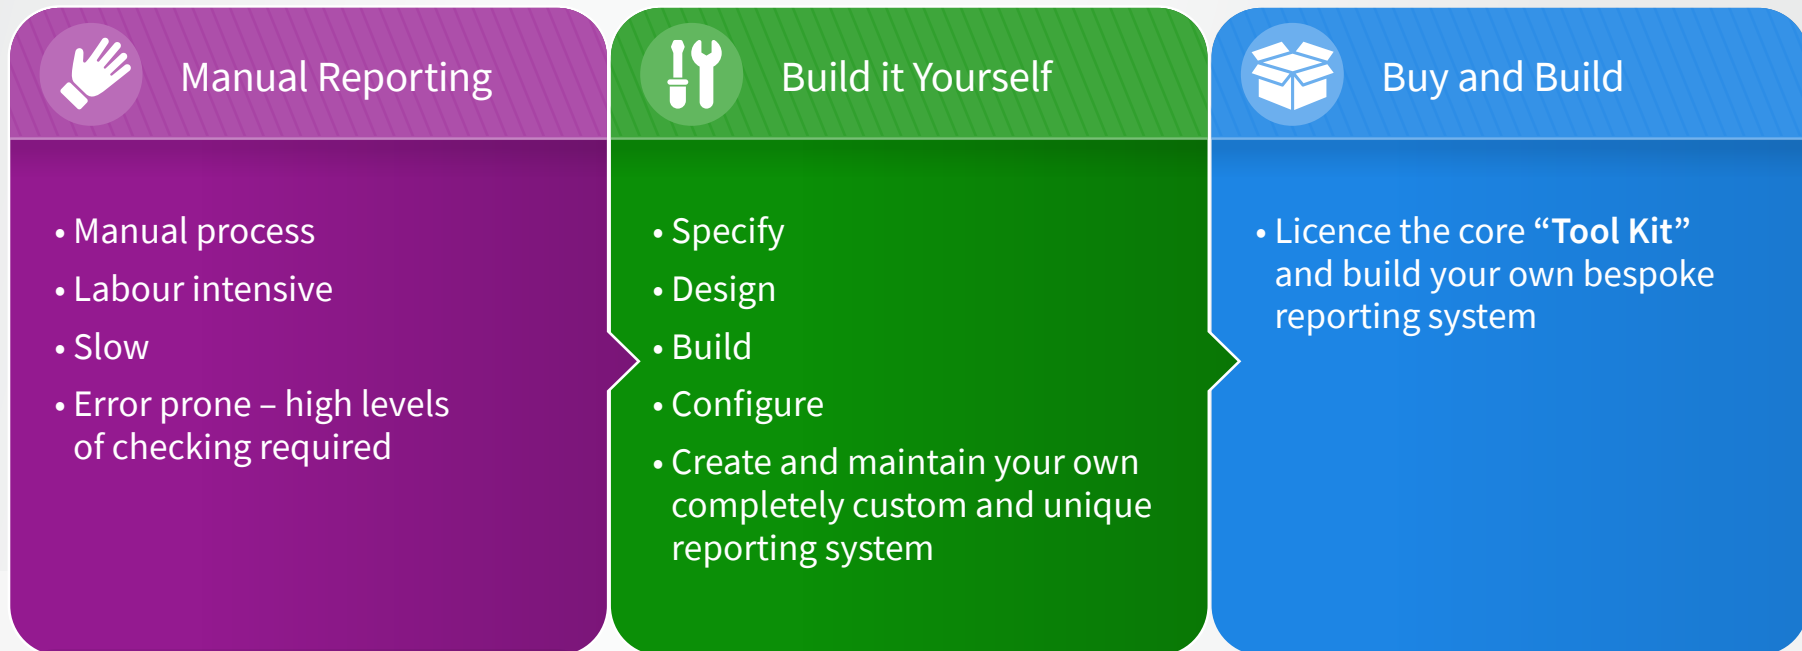 Manual Reporting
• Manual process
• Labour intensive
• Slow
• Error prone – high levels
of checking required
Build it Yourself
• Specify
• Design
• Build
• Configure
• Create and maintain your own
completely custom and unique
reporting system
Buy and Build
• Licence the core “Tool Kit”
and build your own bespoke
reporting system